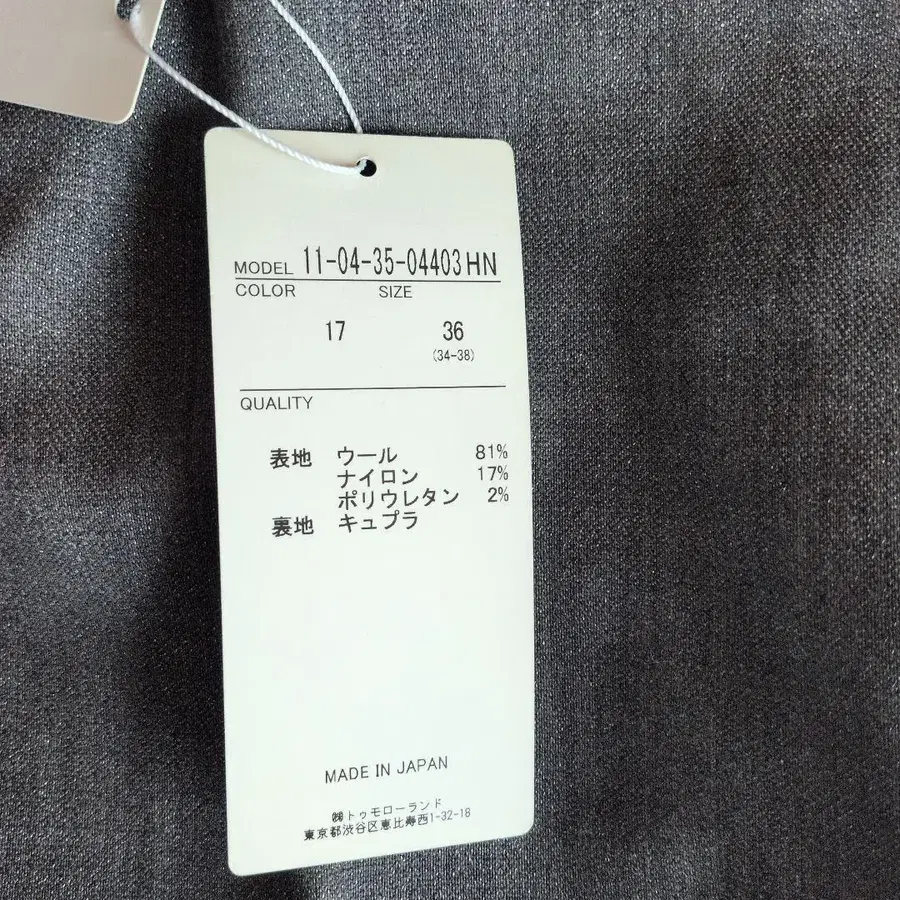 MODEL 11-04-35-04403HN
COLOR SIZE
17 36
(34-38)
QUALITY
表地 ウール 81%
ナイロン 17%
ポリウレタン 2%
裏地 キュプラ
MADE IN JAPAN
㈱トゥモローランド
東京都渋谷区恵比寿西1-32-18